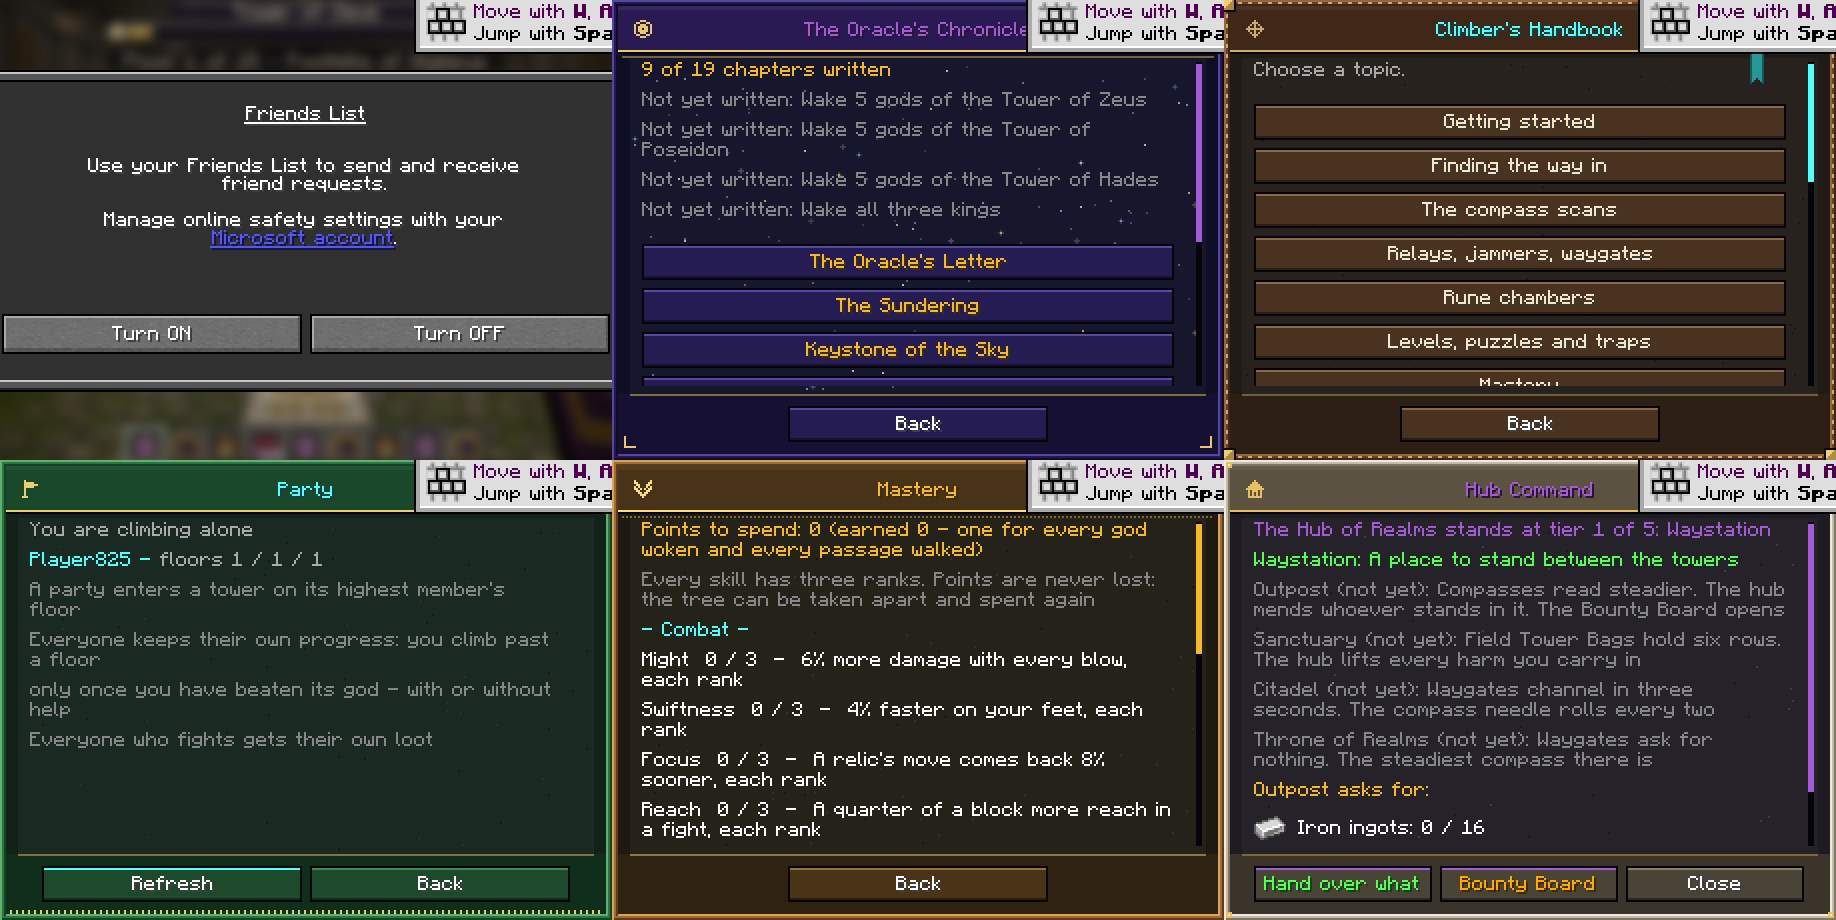 Move with W, A
Jump with Spa
Friends List
Use your Friends List to send and receive
friend requests.
Manage online safety settings with your
Microsoft account.
Turn ON
Turn OFF
The Oracle's Chronicle
Move with W, A
Jump with Spa
9 of 19 chapters written
Not yet written: Wake 5 gods of the Tower of Zeus
Not yet written: Wake 5 gods of the Tower of
Poseidon
Not yet written: Wake 5 gods of the Tower of Hades
Not yet written: Wake all three kings
The Oracle's Letter
The Sundering
Keystone of the Sky
Back
Climber's Handbook
Move with W, A
Jump with Spa
Choose a topic.
Getting started
Finding the way in
The compass scans
Relays, jammers, waygates
Rune chambers
Levels, puzzles and traps
Mastery
Back
Party
Move with W, A
Jump with Spa
You are climbing alone
Player825 - floors 1 / 1 / 1
A party enters a tower on its highest member's
floor
Everyone keeps their own progress: you climb past
a floor
only once you have beaten its god - with or without
help
Everyone who fights gets their own loot
Refresh
Back
Mastery
Move with W, A
Jump with Spa
Points to spend: 0 (earned 0 - one for every god
woken and every passage walked)
Every skill has three ranks. Points are never lost:
the tree can be taken apart and spent again
- Combat -
Might 0 / 3 - 6% more damage with every blow,
each rank
Swiftness 0 / 3 - 4% faster on your feet, each
rank
Focus 0 / 3 - A relic's move comes back 8%
sooner, each rank
Reach 0 / 3 - A quarter of a block more reach in
a fight, each rank
Back
Hub Command
Move with W, A
Jump with Spa
The Hub of Realms stands at tier 1 of 5: Waystation
Waystation: A place to stand between the towers
Outpost (not yet): Compasses read steadier. The hub
mends whoever stands in it. The Bounty Board opens
Sanctuary (not yet): Field Tower Bags hold six rows.
The hub lifts every harm you carry in
Citadel (not yet): Waygates channel in three
seconds. The compass needle rolls every two
Throne of Realms (not yet): Waygates ask for
nothing. The steadiest compass there is
Outpost asks for:
Iron ingots: 0 / 16
Hand over what
Bounty Board
Close